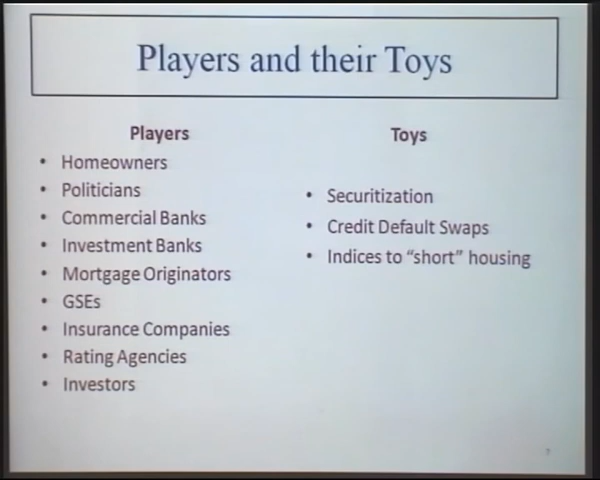 Players and their Toys
Players
• Homeowners
• Politicians
• Commercial Banks
• Investment Banks
• Mortgage Originators
• GSEs
• Insurance Companies
• Rating Agencies
• Investors
Toys
• Securitization
• Credit Default Swaps
• Indices to “short” housing